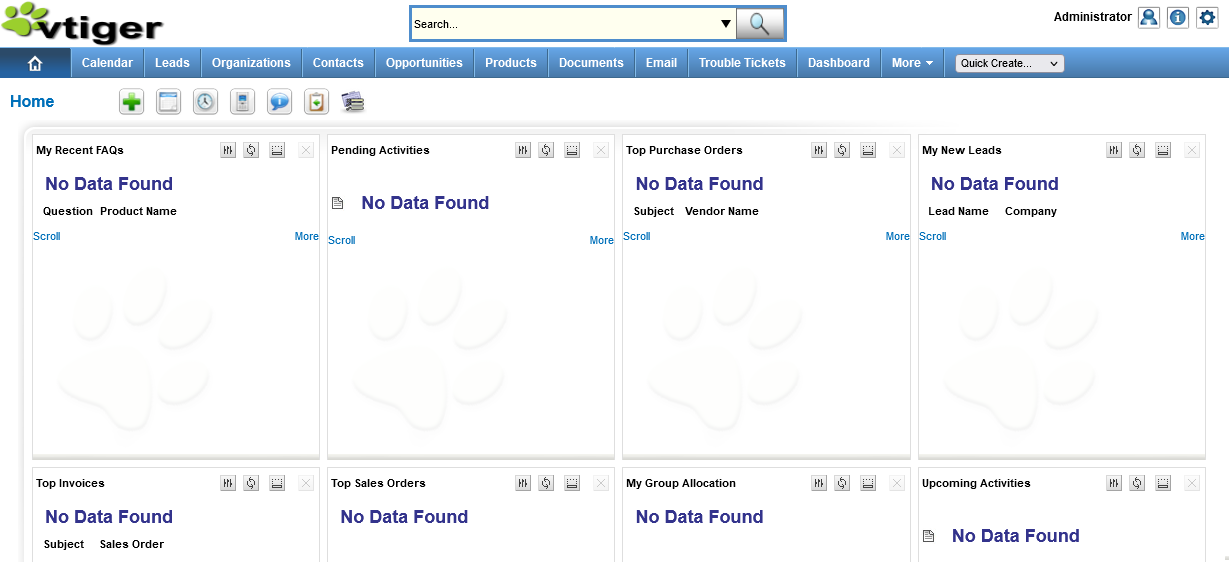 vtiger
Search...
Administrator
Calendar Leads Organizations Contacts Opportunities Products Documents Email Trouble Tickets Dashboard More Quick Create...
Home
My Recent FAQs
No Data Found
Question Product Name
Scroll More
Pending Activities
No Data Found
Scroll More
Top Purchase Orders
No Data Found
Subject Vendor Name
Scroll More
My New Leads
No Data Found
Lead Name Company
Scroll More
Top Invoices
No Data Found
Subject Sales Order
Top Sales Orders
No Data Found
My Group Allocation
No Data Found
Upcoming Activities
No Data Found